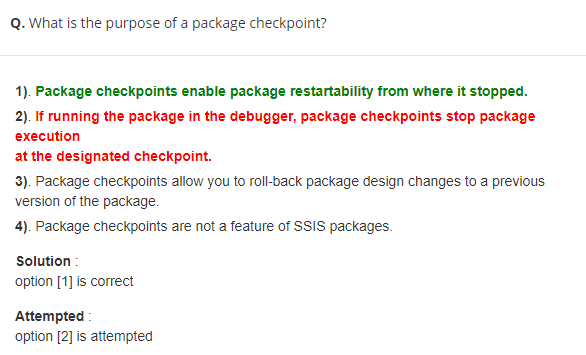 Q. What is the purpose of a package checkpoint?
1). Package checkpoints enable package restartability from where it stopped.
2). If running the package in the debugger, package checkpoints stop package
execution
at the designated checkpoint.
3). Package checkpoints allow you to roll-back package design changes to a previous
version of the package.
4). Package checkpoints are not a feature of SSIS packages.
Solution :
option [1] is correct
Attempted :
option [2] is attempted